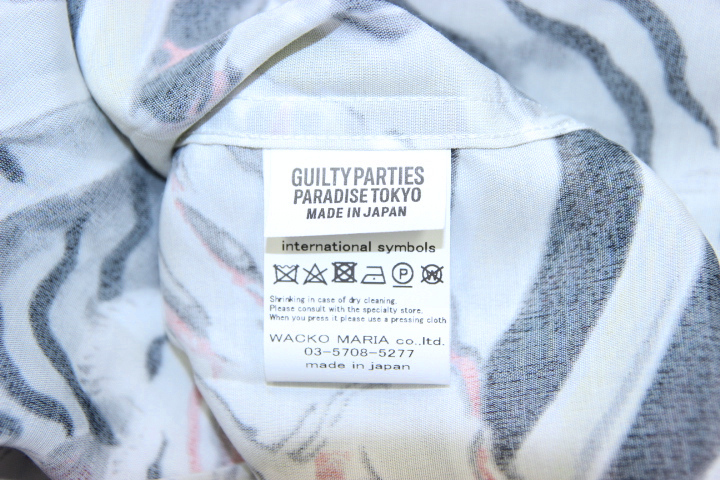 GUILTY PARTIES
PARADISE TOKYO
MADE IN JAPAN
international symbols
P W
Shrinking in case of dry cleaning.
Please consult with the specialty store.
When you press it please use a pressing cloth
WACKO MARIA co.,ltd.
03-5708-5277
made in japan